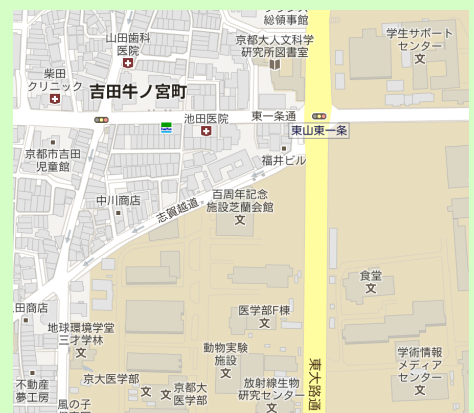 総領事館
京都大人文科学
研究所図書室
学生サポート
センター
山田歯科
医院
柴田
クリニック
吉田牛ノ宮町
池田医院
東一条通
東山東一条
京都市吉田
児童館
福井ビル
中川商店
志賀越道
百周年記念
施設芝蘭会館
食堂
田商店
医学部F棟
地球環境学堂
三才学林
動物実験
施設
学術情報
メディア
センター
東大路通
不動産
夢工房
京大医学部
京都大
医学部
放射線生物
研究センター
風の子